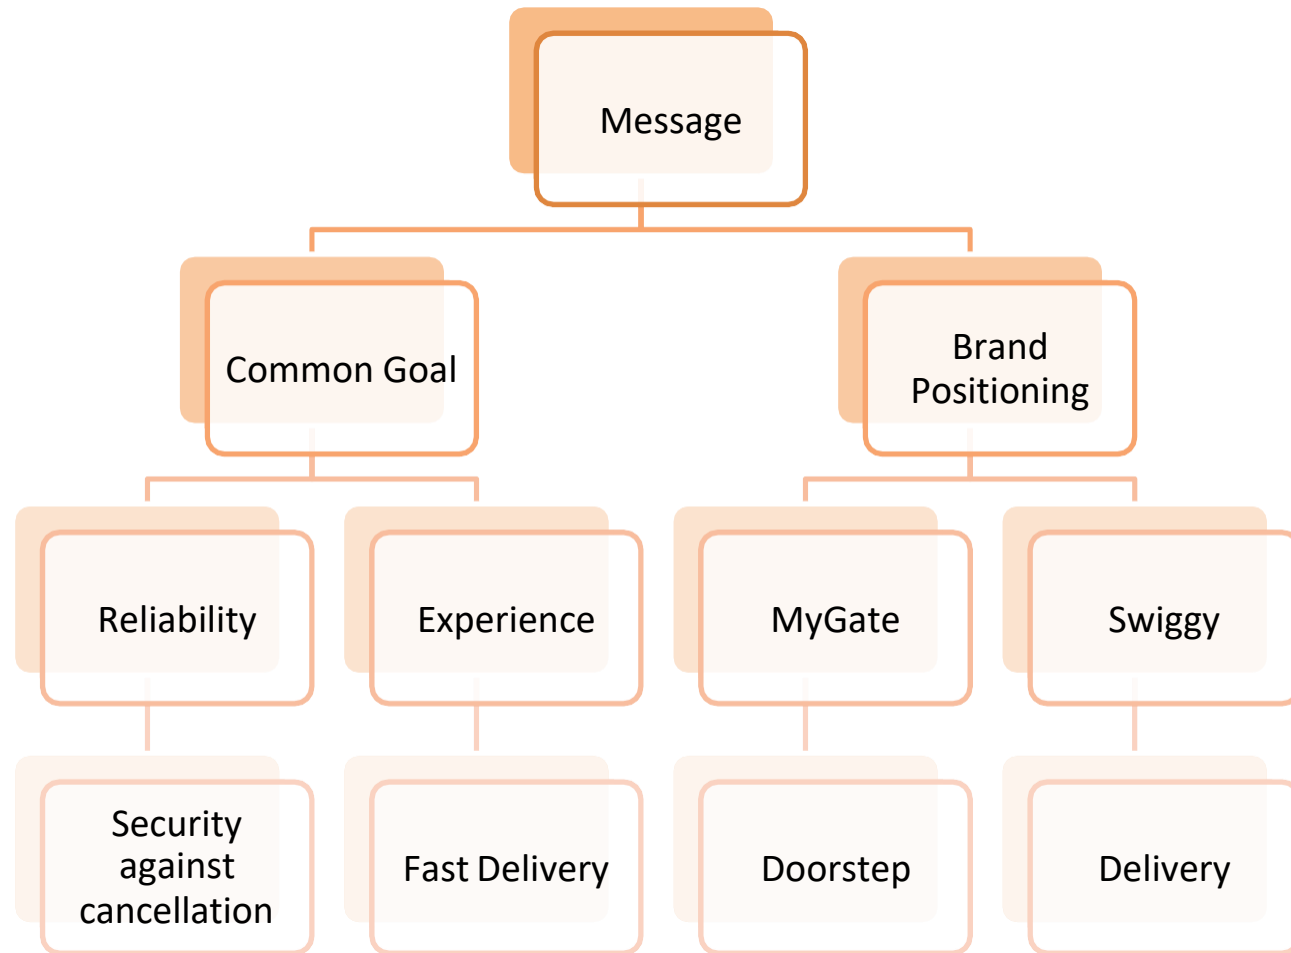 Message
Common Goal
Brand
Positioning
Reliability
Experience
MyGate
Swiggy
Security
against
cancellation
Fast Delivery
Doorstep
Delivery